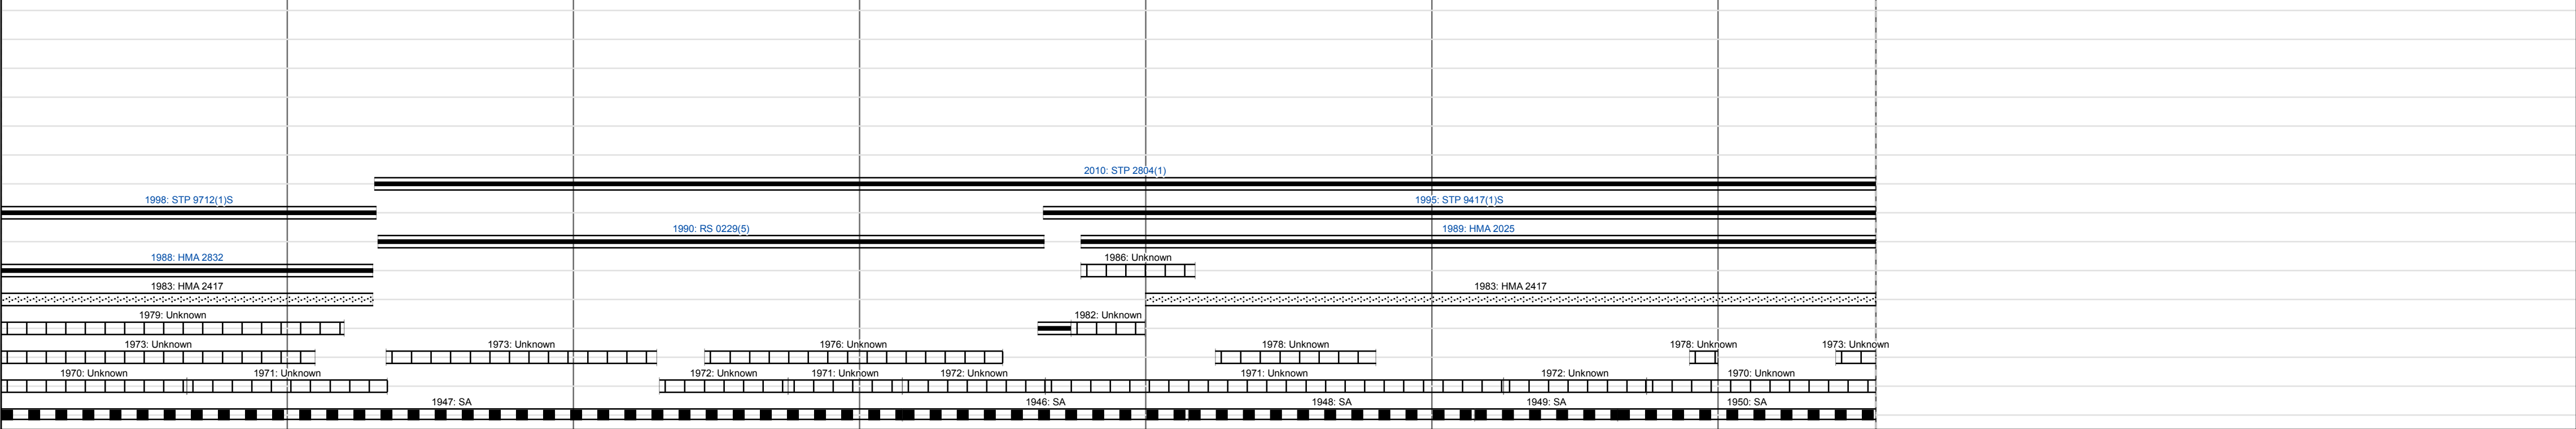 2010: STP 2804(1)
1998: STP 9712(1)S 1995: STP 9417(1)S
1990: RS 0229(5) 1989: HMA 2025
1988: HMA 2832 1986: Unknown
1983: HMA 2417 1983: HMA 2417
1979: Unknown 1982: Unknown
1973: Unknown 1973: Unknown 1976: Unknown 1978: Unknown 1978: Unknown 1973: Unknown
1970: Unknown 1971: Unknown 1972: Unknown 1971: Unknown 1972: Unknown 1971: Unknown 1972: Unknown 1970: Unknown
1947: SA 1946: SA 1948: SA 1949: SA 1950: SA